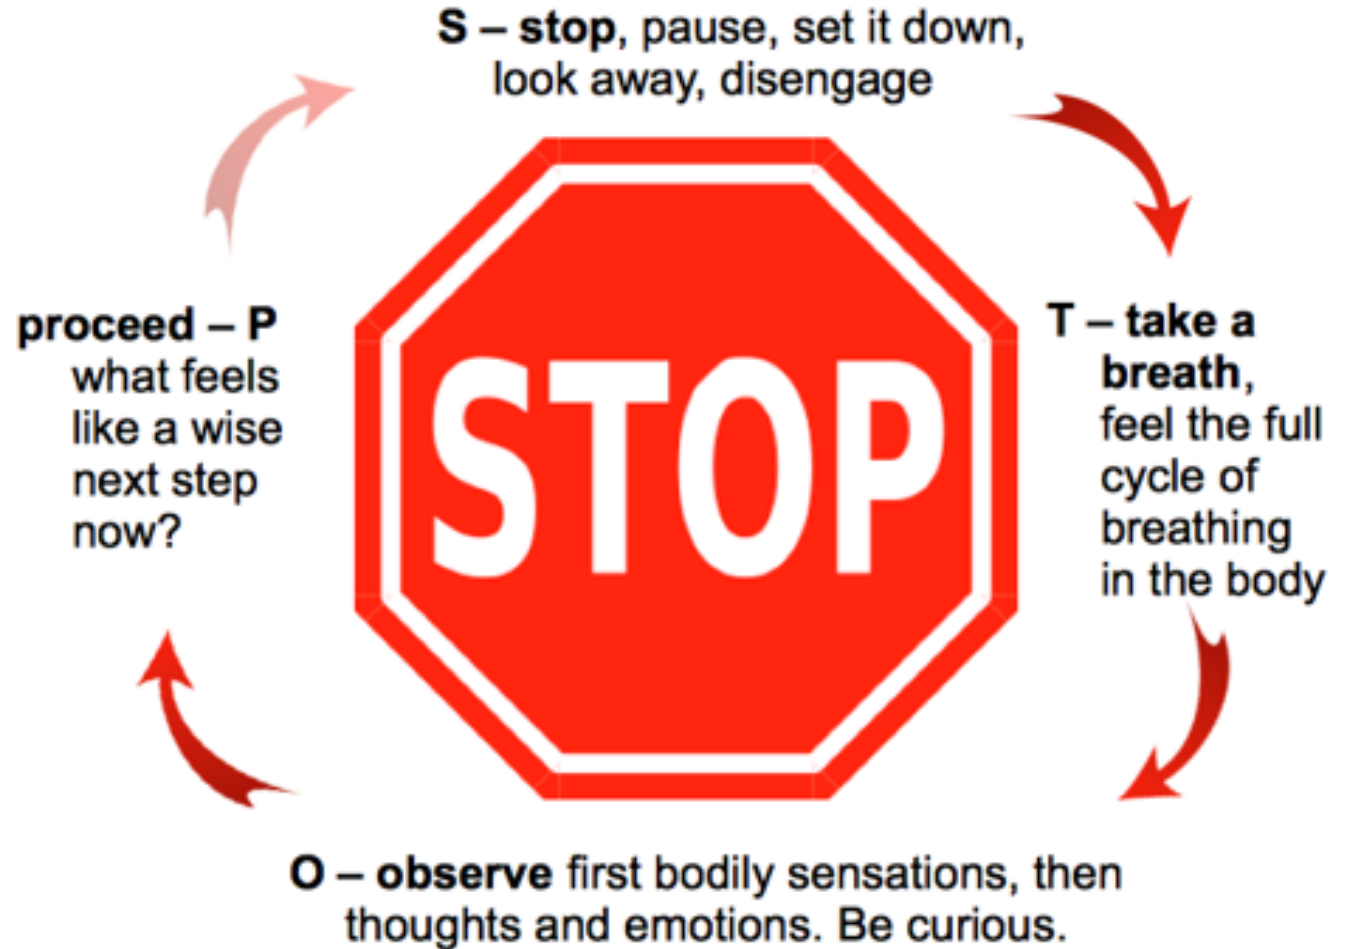 S – stop, pause, set it down,
look away, disengage
T – take a
breath,
feel the full
cycle of
breathing
in the body
O – observe first bodily sensations, then
thoughts and emotions. Be curious.
proceed – P
what feels
like a wise
next step
now?
STOP